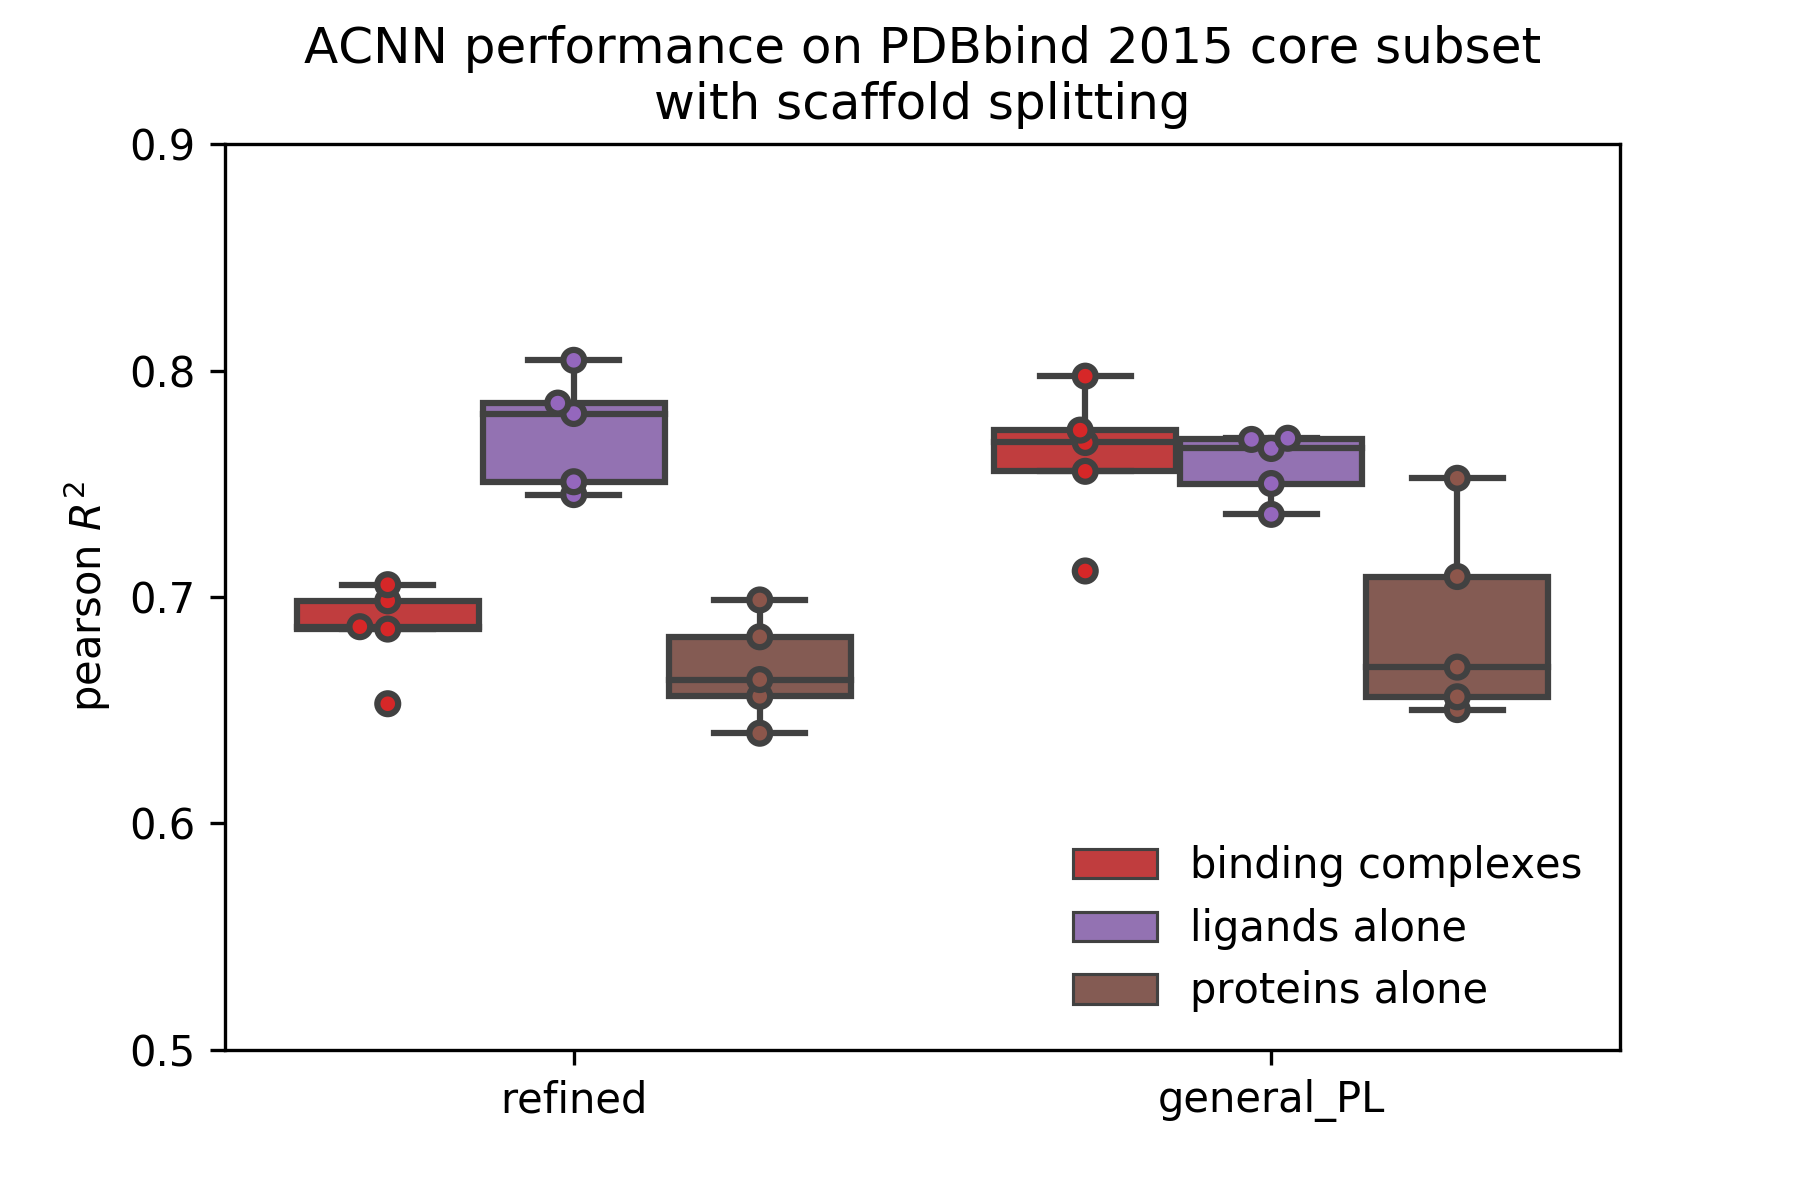 ACNN performance on PDBbind 2015 core subset
with scaffold splitting
pearson R²
0.9
0.8
0.7
0.6
0.5
refined
general_PL
binding complexes
ligands alone
proteins alone